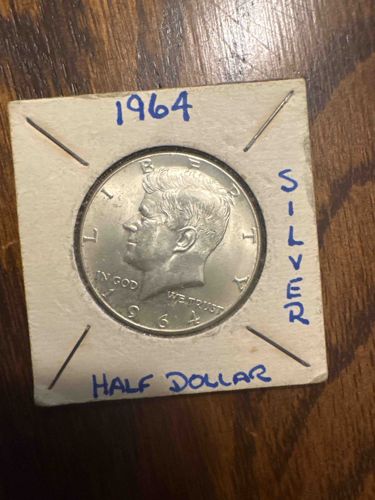 1964
LIBERTY
IN GOD WE TRUST
1964
SILVER
HALF DOLLAR